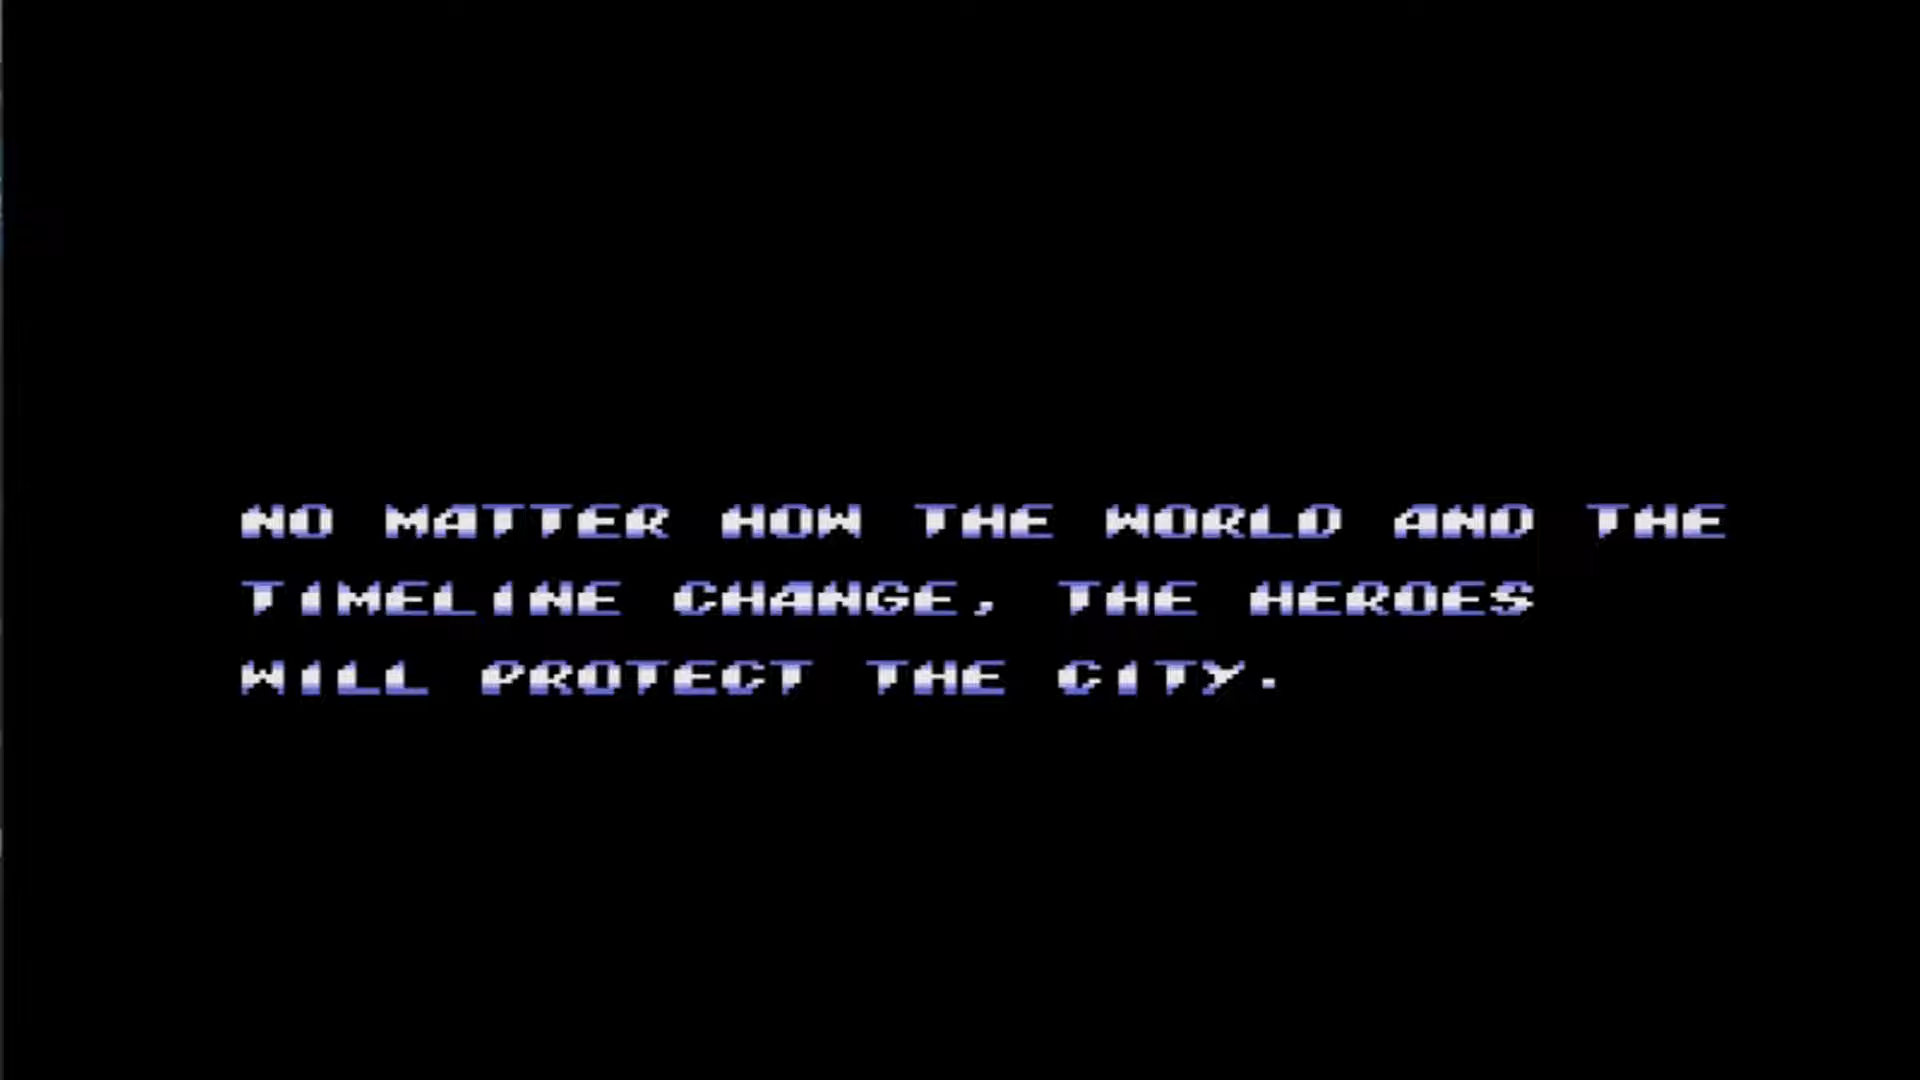 NO MATTER HOW THE WORLD AND THE
TIMELINE CHANGE, THE HEROES
WILL PROTECT THE CITY.